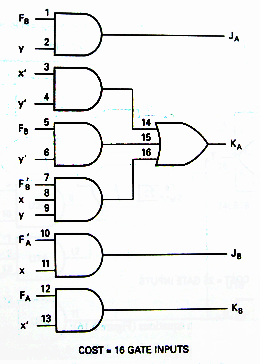 F_B 1
y 2
J_A
x' 3
y' 4
F_B 5
y' 6
14
15
16
K_A
F'_B 7
x 8
y 9
F'_A 10
x 11
J_B
F_A 12
x' 13
K_B
COST = 16 GATE INPUTS